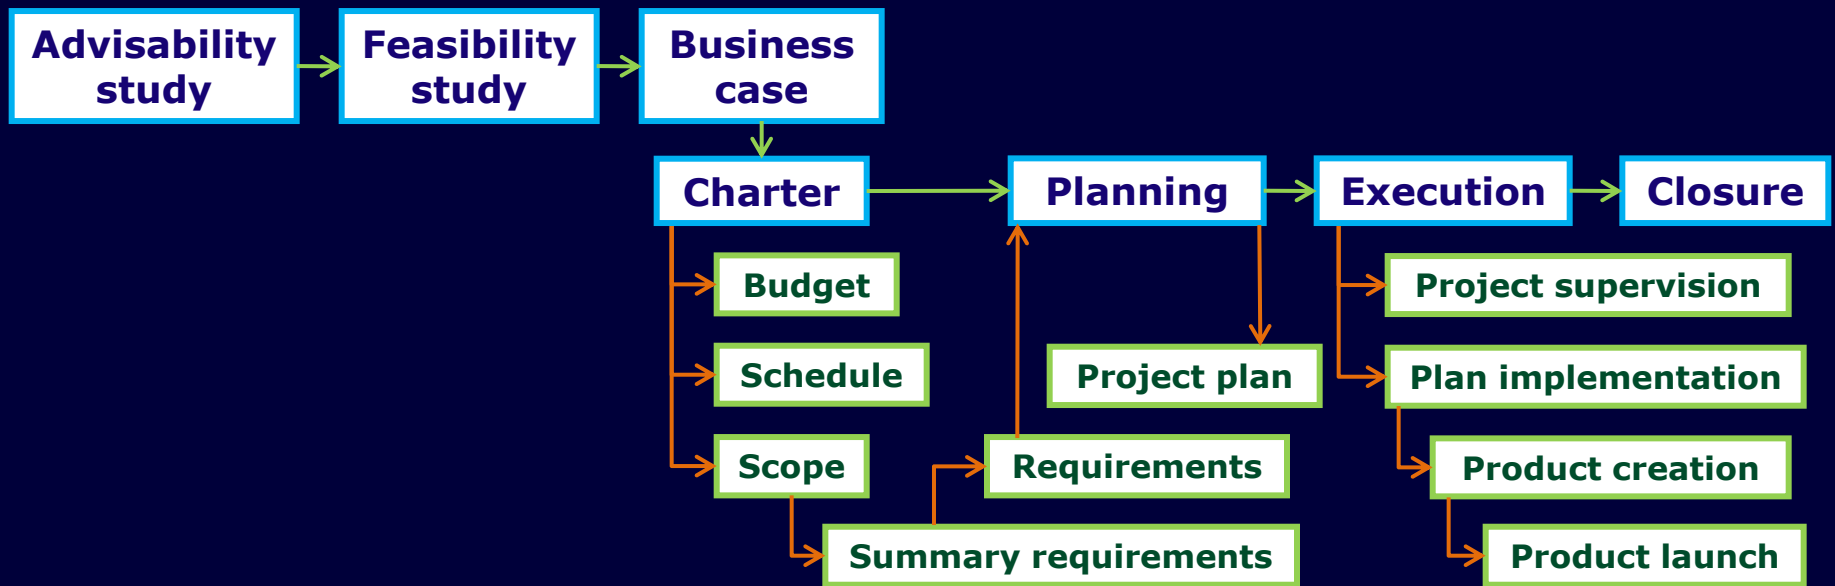 Advisability
study
Feasibility
study
Business
case
Charter
Planning
Execution
Closure
Budget
Project supervision
Schedule
Project plan
Plan implementation
Scope
Requirements
Product creation
Summary requirements
Product launch